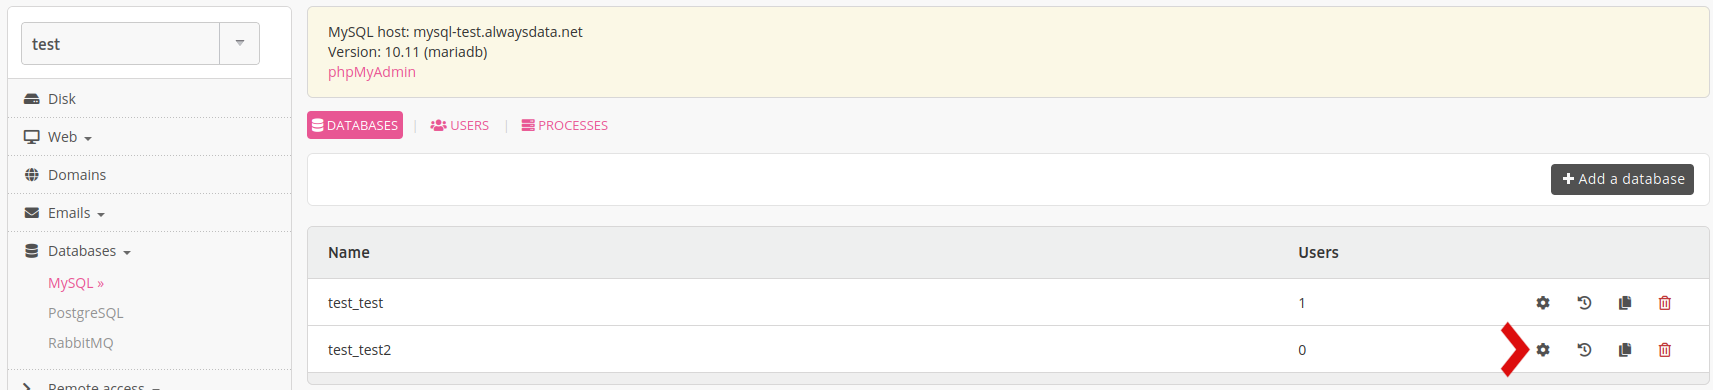 test
Disk
Web
Domains
Emails
Databases
MySQL »
PostgreSQL
RabbitMQ
Remote access
MySQL host: mysql-test.alwaysdata.net
Version: 10.11 (mariadb)
phpMyAdmin
DATABASES | USERS | PROCESSES
Add a database
Name Users
test_test 1
test_test2 0